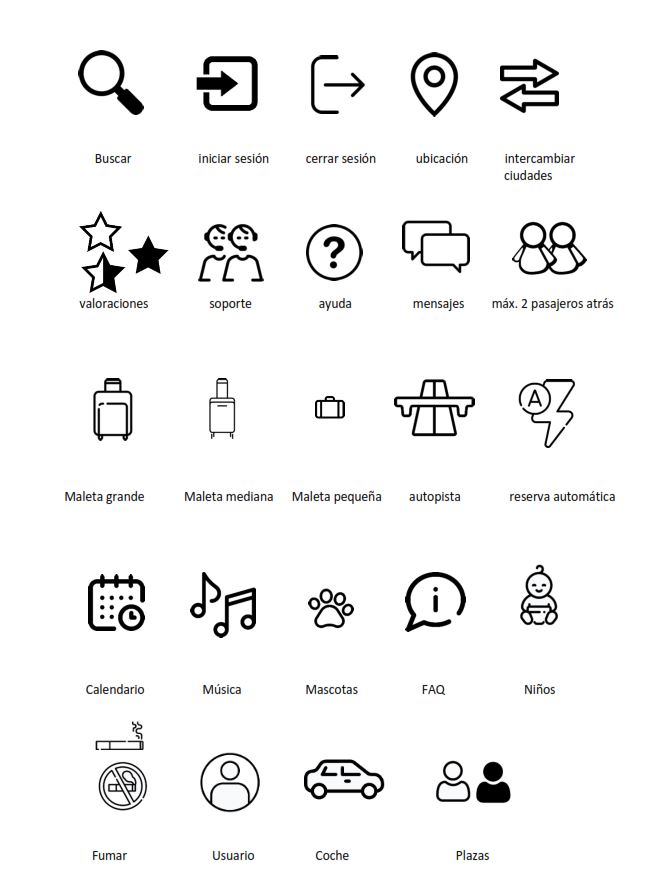 Buscar
iniciar sesión
cerrar sesión
ubicación
intercambiar
ciudades
?
valoraciones
soporte
ayuda
mensajes
máx. 2 pasajeros atrás
A
Maleta grande
Maleta mediana
Maleta pequeña
autopista
reserva automática
i
Calendario
Música
Mascotas
FAQ
Niños
Fumar
Usuario
Coche
Plazas